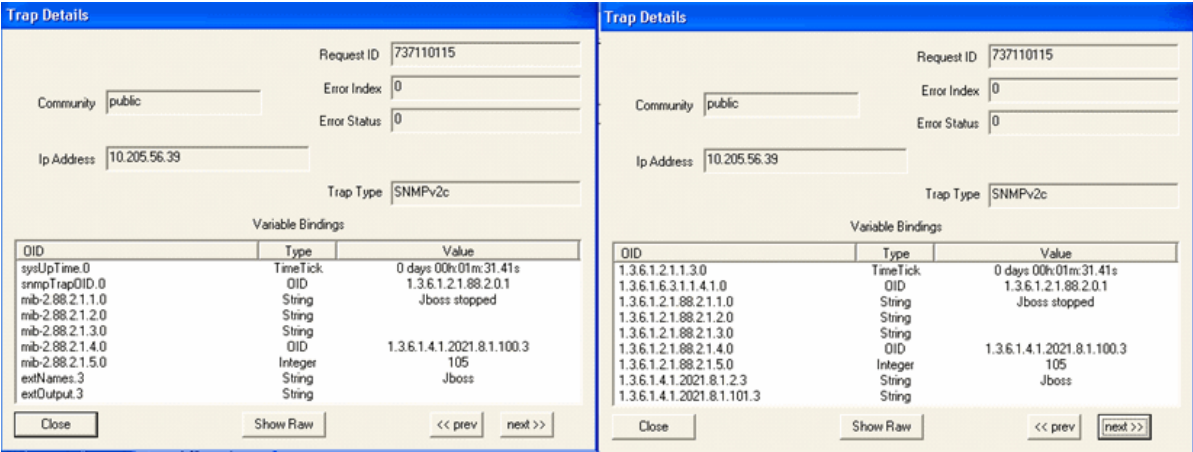 Trap Details
Request ID 737110115
Error Index 0
Community public
Error Status 0
Ip Address 10.205.56.39
Trap Type SNMPv2c
Variable Bindings
OID Type Value
sysUpTime.0 TimeTick 0 days 00h:01m:31.41s
snmpTrapOID.0 OID 1.3.6.1.2.1.88.2.0.1
mib-2.88.2.1.1.0 String Jboss stopped
mib-2.88.2.1.2.0 String
mib-2.88.2.1.3.0 String
mib-2.88.2.1.4.0 OID 1.3.6.1.4.1.2021.8.1.100.3
mib-2.88.2.1.5.0 Integer 105
extNames.3 String Jboss
extOutput.3 String
Close Show Raw << prev next >>
Trap Details
Request ID 737110115
Error Index 0
Community public
Error Status 0
Ip Address 10.205.56.39
Trap Type SNMPv2c
Variable Bindings
OID Type Value
1.3.6.1.2.1.1.3.0 TimeTick 0 days 00h:01m:31.41s
1.3.6.1.6.3.1.1.4.1.0 OID 1.3.6.1.2.1.88.2.0.1
1.3.6.1.2.1.88.2.1.1.0 String Jboss stopped
1.3.6.1.2.1.88.2.1.2.0 String
1.3.6.1.2.1.88.2.1.3.0 String
1.3.6.1.2.1.88.2.1.4.0 OID 1.3.6.1.4.1.2021.8.1.100.3
1.3.6.1.2.1.88.2.1.5.0 Integer 105
1.3.6.1.4.1.2021.8.1.2.3 String Jboss
1.3.6.1.4.1.2021.8.1.101.3 String
Close Show Raw << prev next >>